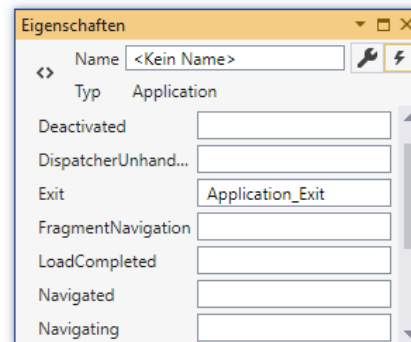 Eigenschaften
Name <Kein Name>
Typ Application
Deactivated
DispatcherUnhand...
Exit Application_Exit
FragmentNavigation
LoadCompleted
Navigated
Navigating